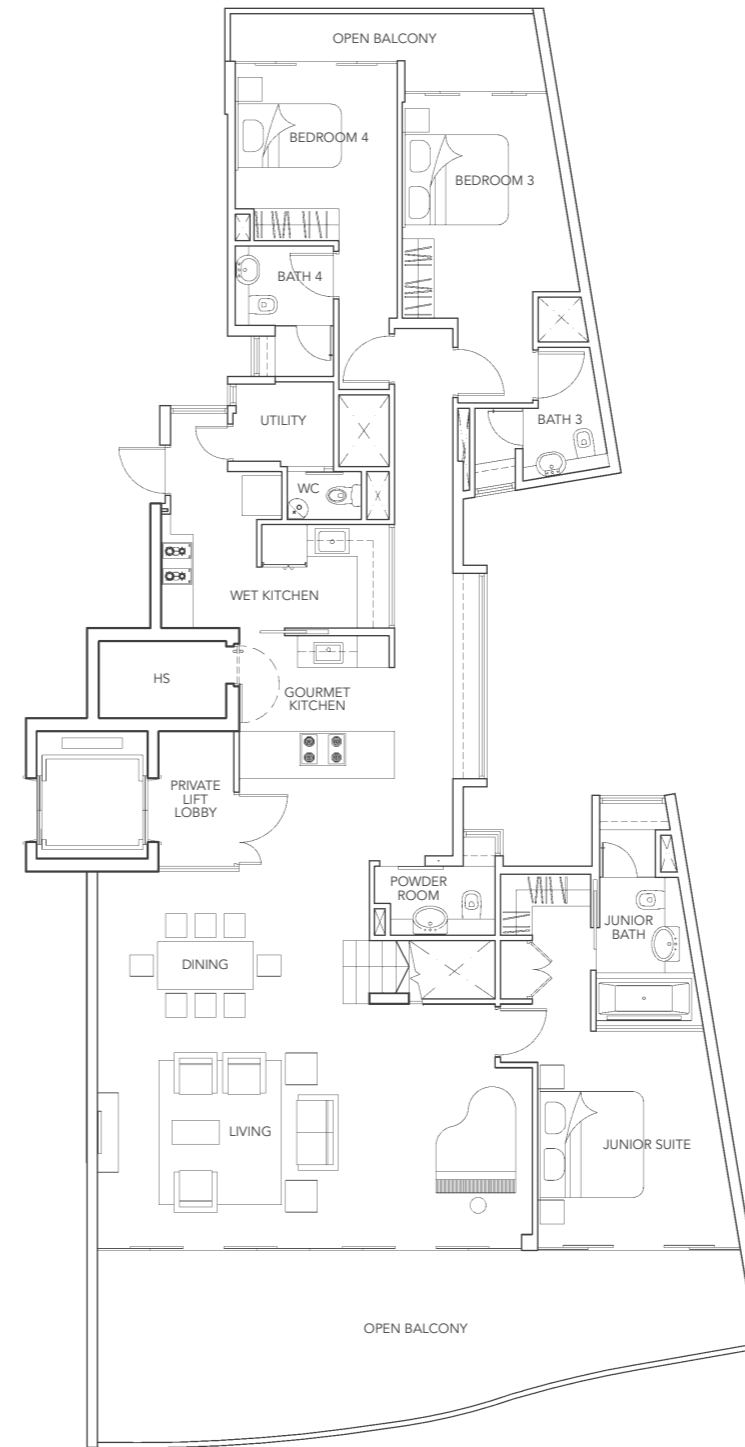 OPEN BALCONY
BEDROOM 4
BEDROOM 3
BATH 4
UTILITY
BATH 3
WC
WET KITCHEN
HS
GOURMET
KITCHEN
PRIVATE
LIFT
LOBBY
POWDER
ROOM
JUNIOR
BATH
DINING
LIVING
JUNIOR SUITE
OPEN BALCONY